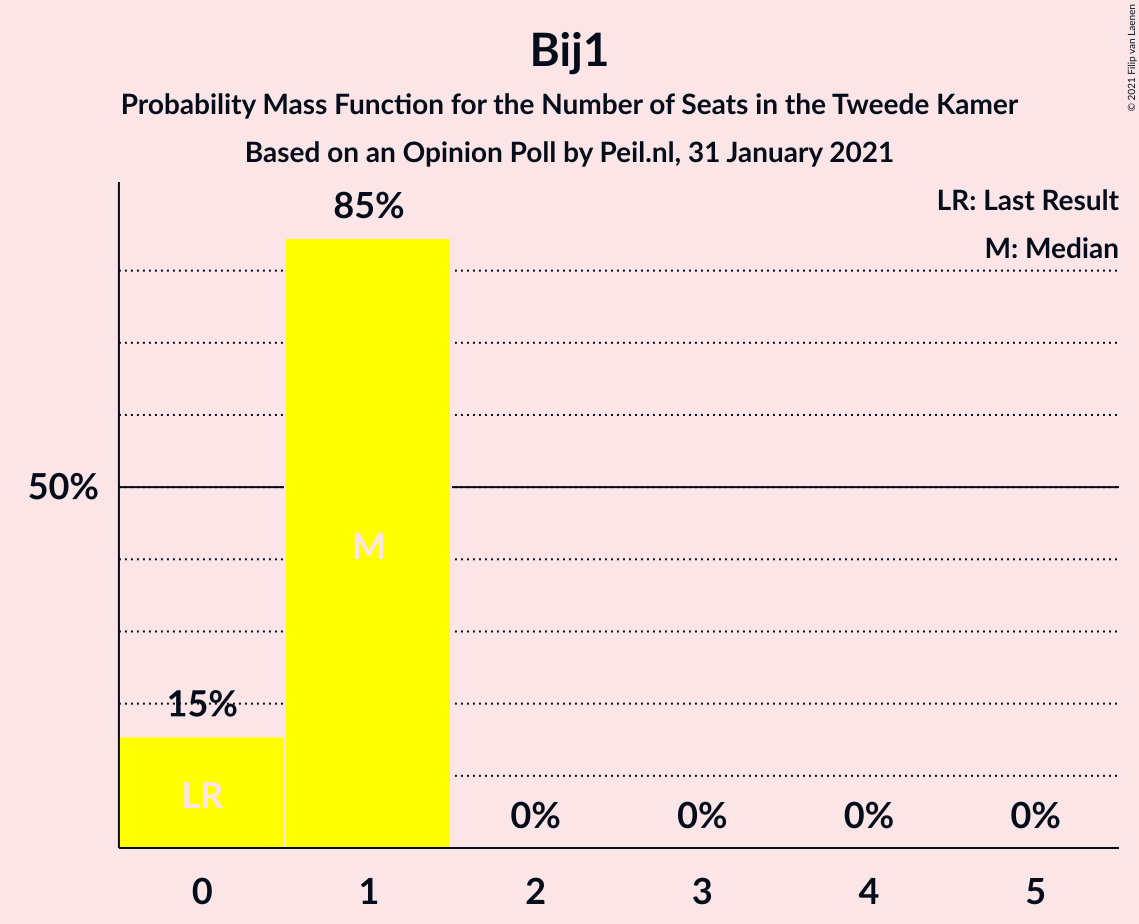 Bij1
Probability Mass Function for the Number of Seats in the Tweede Kamer
Based on an Opinion Poll by Peil.nl, 31 January 2021
© 2021 Filip van Laenen
LR: Last Result
M: Median
85%
50%
M
15%
LR
0% 0% 0% 0%
0 1 2 3 4 5